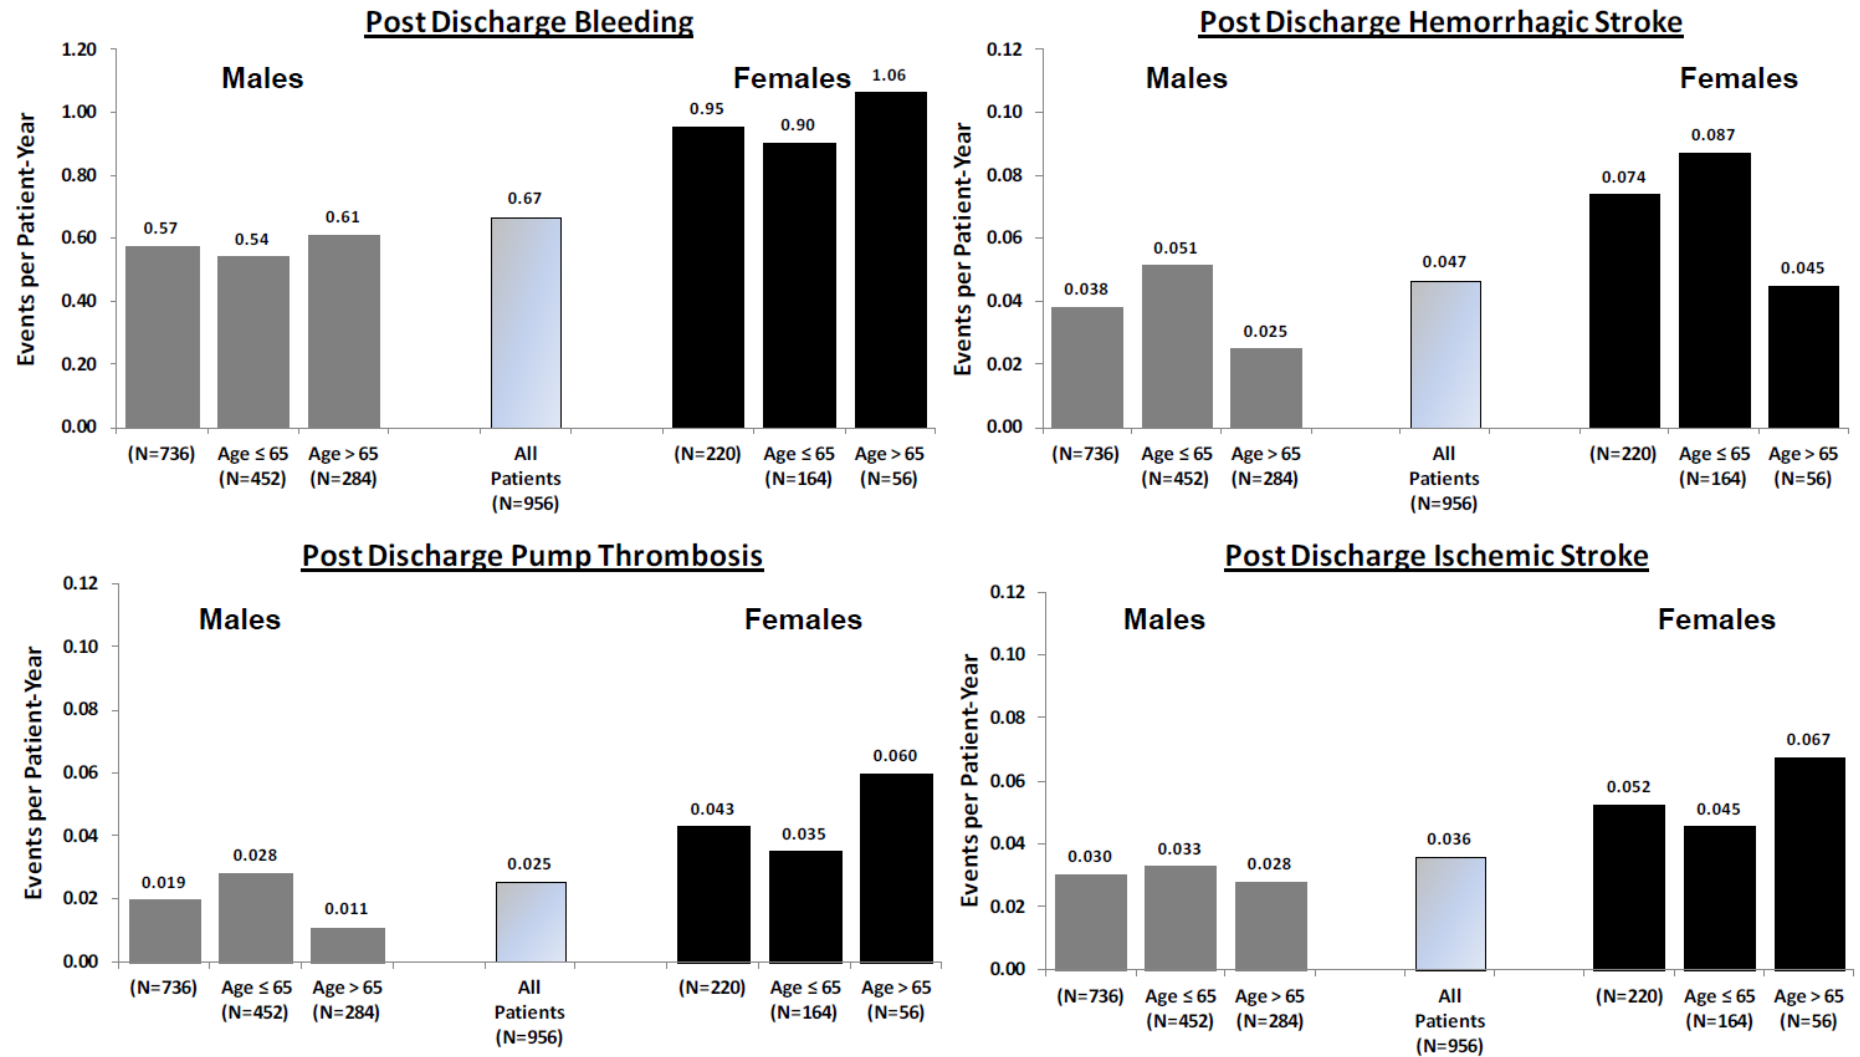 Post Discharge Bleeding
Males
Females
Events per Patient-Year
1.20
1.00
0.80
0.60
0.40
0.20
0.00
0.57
0.54
0.61
0.67
0.95
0.90
1.06
(N=736)
Age ≤ 65
(N=452)
Age > 65
(N=284)
All
Patients
(N=956)
(N=220)
Age ≤ 65
(N=164)
Age > 65
(N=56)
Post Discharge Hemorrhagic Stroke
Males
Females
Events per Patient-Year
0.12
0.10
0.08
0.06
0.04
0.02
0.00
0.038
0.051
0.025
0.047
0.074
0.087
0.045
(N=736)
Age ≤ 65
(N=452)
Age > 65
(N=284)
All
Patients
(N=956)
(N=220)
Age ≤ 65
(N=164)
Age > 65
(N=56)
Post Discharge Pump Thrombosis
Males
Females
Events per Patient-Year
0.12
0.10
0.08
0.06
0.04
0.02
0.00
0.019
0.028
0.011
0.025
0.043
0.035
0.060
(N=736)
Age ≤ 65
(N=452)
Age > 65
(N=284)
All
Patients
(N=956)
(N=220)
Age ≤ 65
(N=164)
Age > 65
(N=56)
Post Discharge Ischemic Stroke
Males
Females
Events per Patient-Year
0.12
0.10
0.08
0.06
0.04
0.02
0.00
0.030
0.033
0.028
0.036
0.052
0.045
0.067
(N=736)
Age ≤ 65
(N=452)
Age > 65
(N=284)
All
Patients
(N=956)
(N=220)
Age ≤ 65
(N=164)
Age > 65
(N=56)